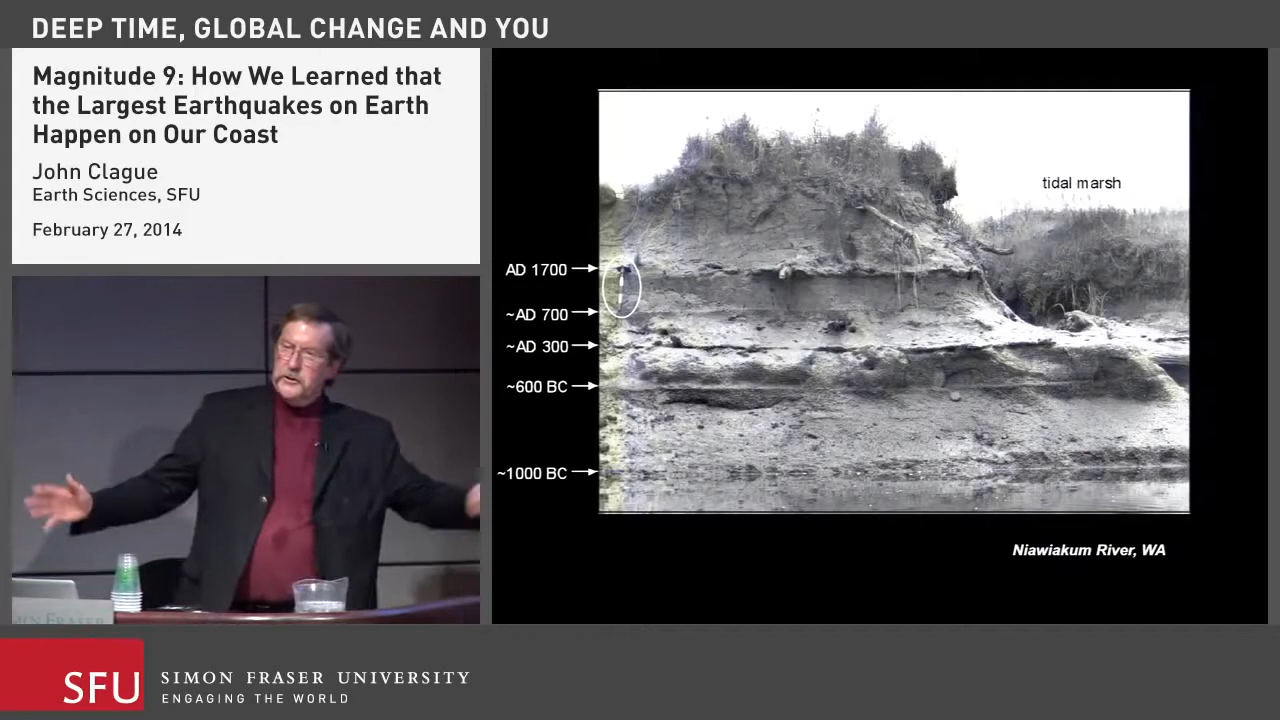 DEEP TIME, GLOBAL CHANGE AND YOU
Magnitude 9: How We Learned that
the Largest Earthquakes on Earth
Happen on Our Coast
John Clague
Earth Sciences, SFU
February 27, 2014
tidal marsh
AD 1700
~AD 700
~AD 300
~600 BC
~1000 BC
Niawiakum River, WA
SFU
SIMON FRASER UNIVERSITY
ENGAGING THE WORLD